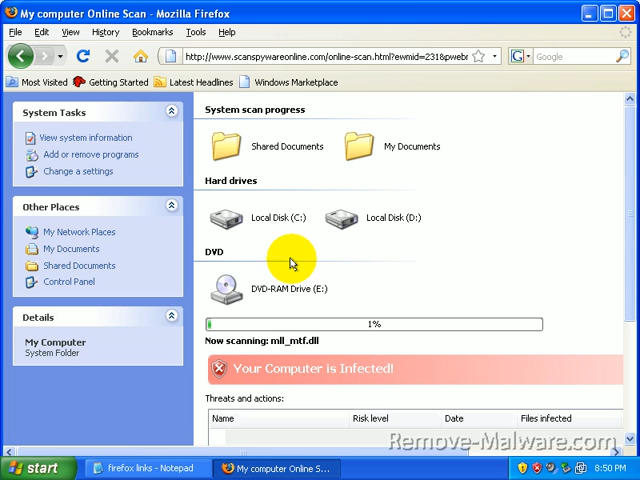 My computer Online Scan - Mozilla Firefox
File Edit View History Bookmarks Tools Help
http://www.scanspywareonline.com/online-scan.html?ewmid=231&pwebr
Google
Most Visited Getting Started Latest Headlines Windows Marketplace
System Tasks
View system information
Add or remove programs
Change a settings
Other Places
My Network Places
My Documents
Shared Documents
Control Panel
Details
My Computer
System Folder
System scan progress
Shared Documents My Documents
Hard drives
Local Disk (C:) Local Disk (D:)
DVD
DVD-RAM Drive (E:)
1%
Now scanning: mll_mtf.dll
Your Computer is Infected!
Threats and actions:
Name Risk level Date Files infected
Remove-Malware.com
start firefox links - Notepad My computer Online S... 8:50 PM